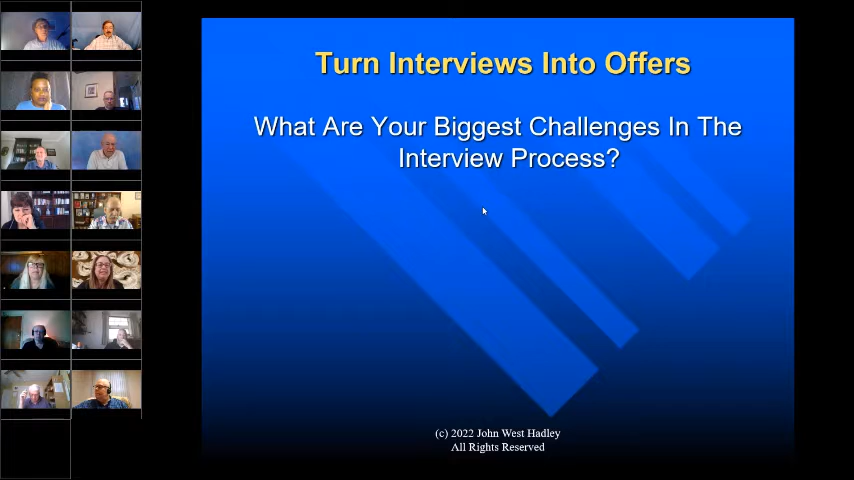 Turn Interviews Into Offers
What Are Your Biggest Challenges In The
Interview Process?
(c) 2022 John West Hadley
All Rights Reserved